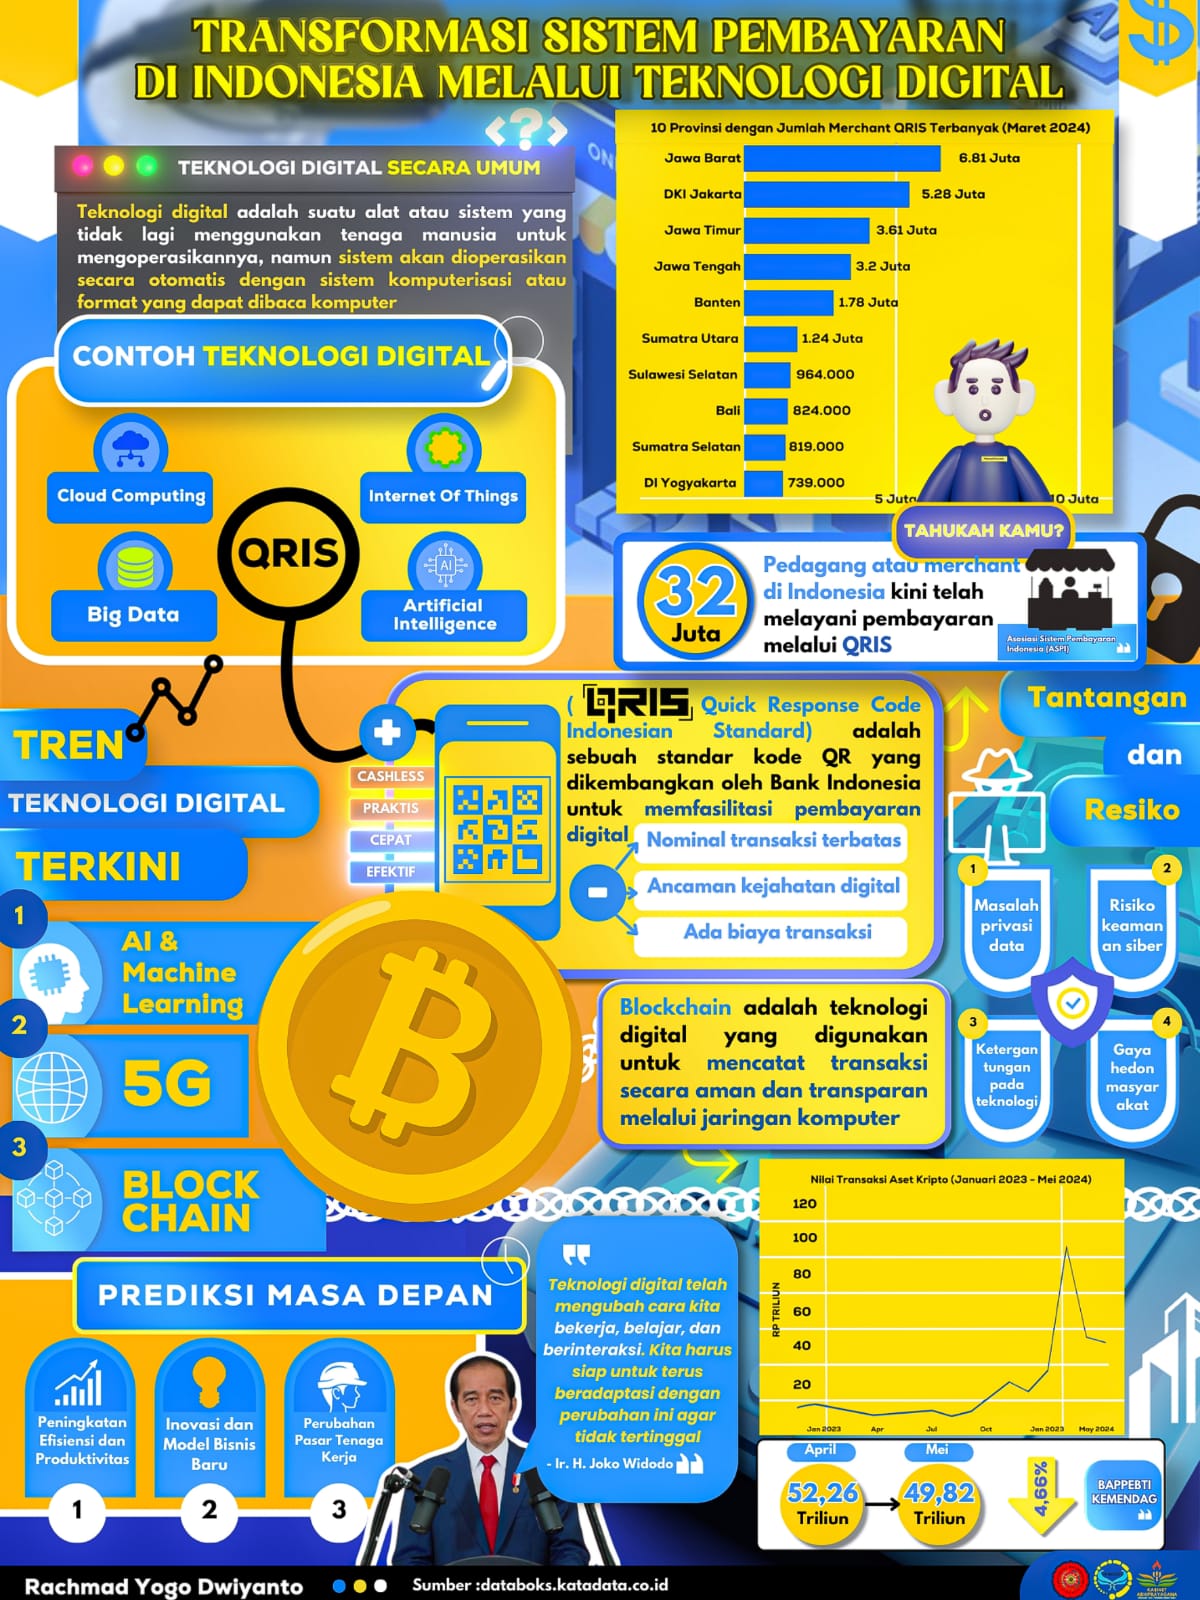 TRANSFORMASI SISTEM PEMBAYARAN
DI INDONESIA MELALUI TEKNOLOGI DIGITAL
<?>
TEKNOLOGI DIGITAL SECARA UMUM
Teknologi digital adalah suatu alat atau sistem yang
tidak lagi menggunakan tenaga manusia untuk
mengoperasikannya, namun sistem akan dioperasikan
secara otomatis dengan sistem komputerisasi atau
format yang dapat dibaca komputer
CONTOH TEKNOLOGI DIGITAL
Cloud Computing
Internet Of Things
QRIS
Big Data
AI
Artificial
Intelligence
10 Provinsi dengan Jumlah Merchant QRIS Terbanyak (Maret 2024)
Jawa Barat 6.81 Juta
DKI Jakarta 5.28 Juta
Jawa Timur 3.61 Juta
Jawa Tengah 3.2 Juta
Banten 1.78 Juta
Sumatra Utara 1.24 Juta
Sulawesi Selatan 964.000
Bali 824.000
Sumatra Selatan 819.000
DI Yogyakarta 739.000
5 Juta 10 Juta
TAHUKAH KAMU?
32
Juta
Pedagang atau merchant
di Indonesia kini telah
melayani pembayaran
melalui QRIS
Asosiasi Sistem Pembayaran
Indonesia (ASPI)
TREN
TEKNOLOGI DIGITAL
TERKINI
1
AI &
Machine
Learning
2
5G
3
BLOCK
CHAIN
+
CASHLESS
PRAKTIS
CEPAT
EFEKTIF
( QRIS Quick Response Code
Indonesian Standard) adalah
sebuah standar kode QR yang
dikembangkan oleh Bank Indonesia
untuk memfasilitasi pembayaran
digital
-
Nominal transaksi terbatas
Ancaman kejahatan digital
Ada biaya transaksi
Tantangan
dan
Resiko
1
Masalah
privasi
data
2
Risiko
keaman
an siber
3
Ketergan
tungan
pada
teknologi
4
Gaya
hedon
masyar
akat
Blockchain adalah teknologi
digital yang digunakan
untuk mencatat transaksi
secara aman dan transparan
melalui jaringan komputer
Nilai Transaksi Aset Kripto (Januari 2023 - Mei 2024)
RP TRILIUN
120
100
80
60
40
20
Jan 2023 Apr Jul Oct Jan 2023 May 2024
April
52,26
Triliun
Mei
49,82
Triliun
4,66%
BAPPEBTI
KEMENDAG
PREDIKSI MASA DEPAN
Peningkatan
Efisiensi dan
Produktivitas
1
Inovasi dan
Model Bisnis
Baru
2
Perubahan
Pasar Tenaga
Kerja
3
Teknologi digital telah
mengubah cara kita
bekerja, belajar, dan
berinteraksi. Kita harus
siap untuk terus
beradaptasi dengan
perubahan ini agar
tidak tertinggal
- Ir. H. Joko Widodo
Rachmad Yogo Dwiyanto
Sumber :databoks.katadata.co.id